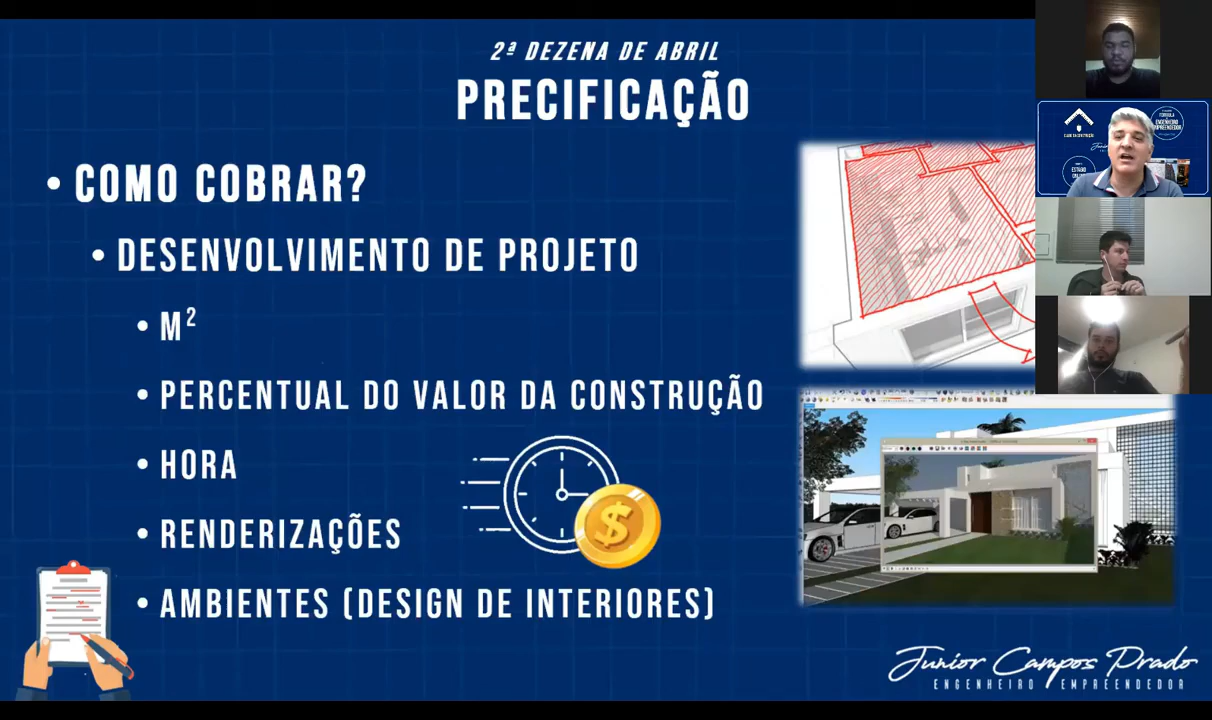 2ª DEZENA DE ABRIL
PRECIFICAÇÃO
• COMO COBRAR?
• DESENVOLVIMENTO DE PROJETO
• M²
• PERCENTUAL DO VALOR DA CONSTRUÇÃO
• HORA
• RENDERIZAÇÕES
• AMBIENTES (DESIGN DE INTERIORES)
$
Junior Campos Prado
ENGENHEIRO EMPREENDEDOR